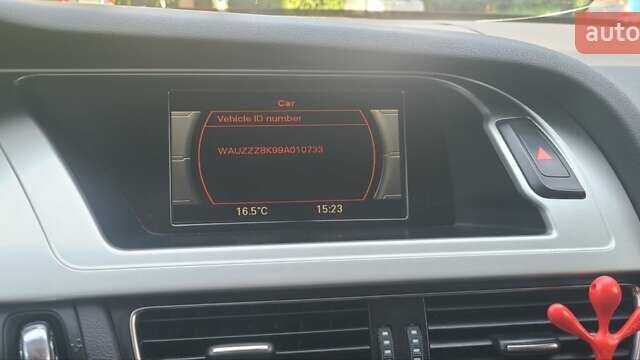 auto
Car
Vehicle ID number
WAUZZZ8K99A010733
16.5°C 15:23